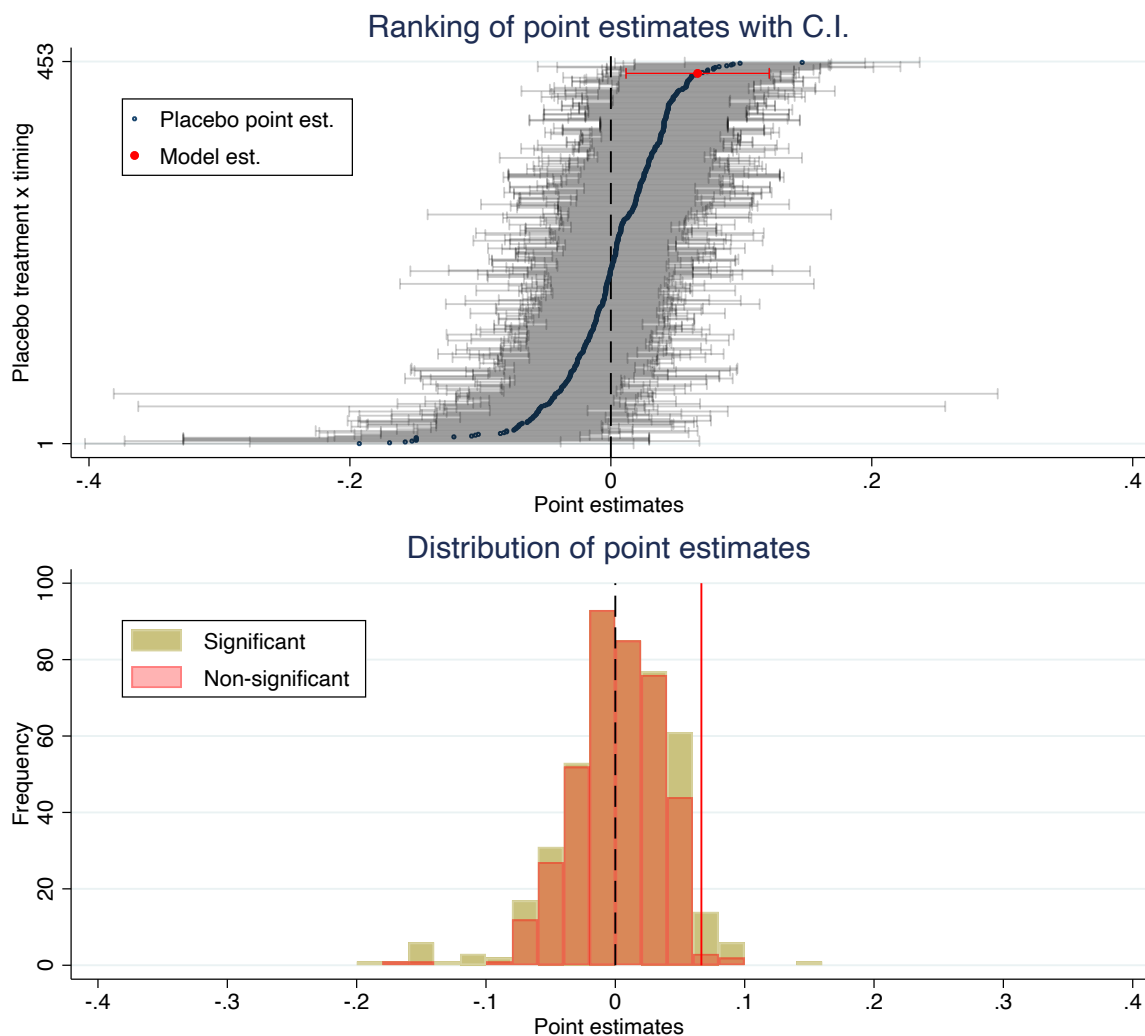 Ranking of point estimates with C.I.
453
Placebo point est.
Model est.
Placebo treatment x timing
1
-.4 -.2 0 .2 .4
Point estimates
Distribution of point estimates
100
Significant
Non-significant
80
60
Frequency
40
20
0
-.4 -.3 -.2 -.1 0 .1 .2 .3 .4
Point estimates